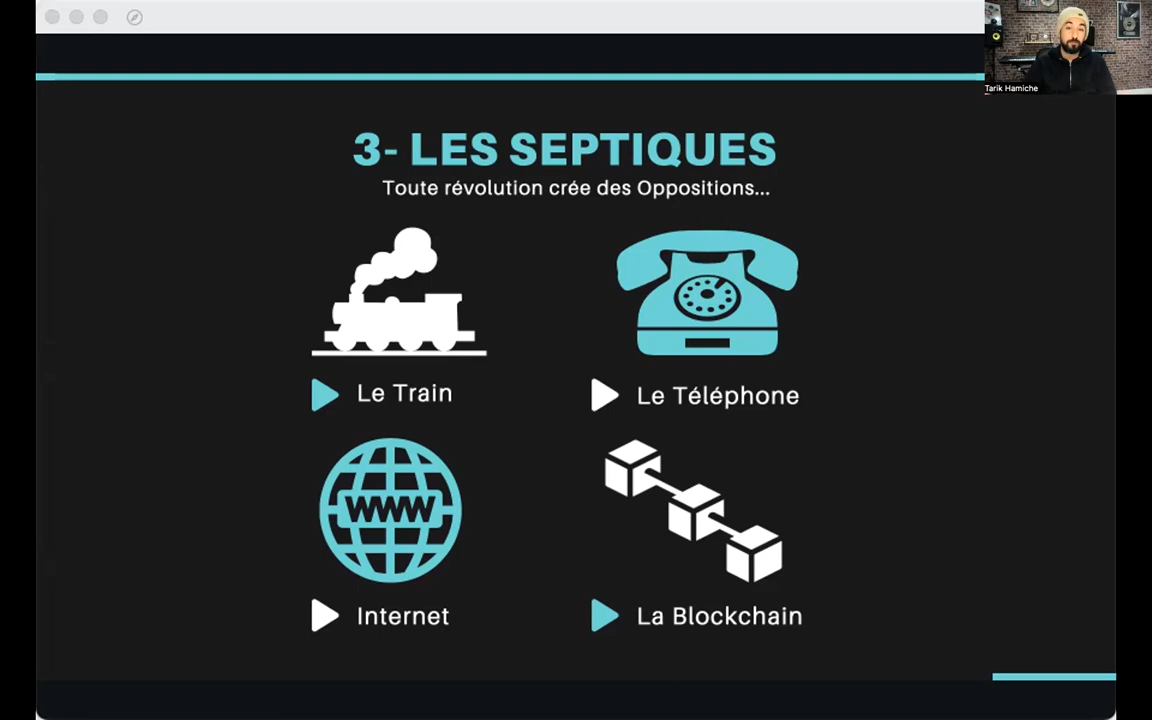 Tarik Hamiche
3- LES SEPTIQUES
Toute révolution crée des Oppositions...
Le Train
Le Téléphone
WWW
Internet
La Blockchain